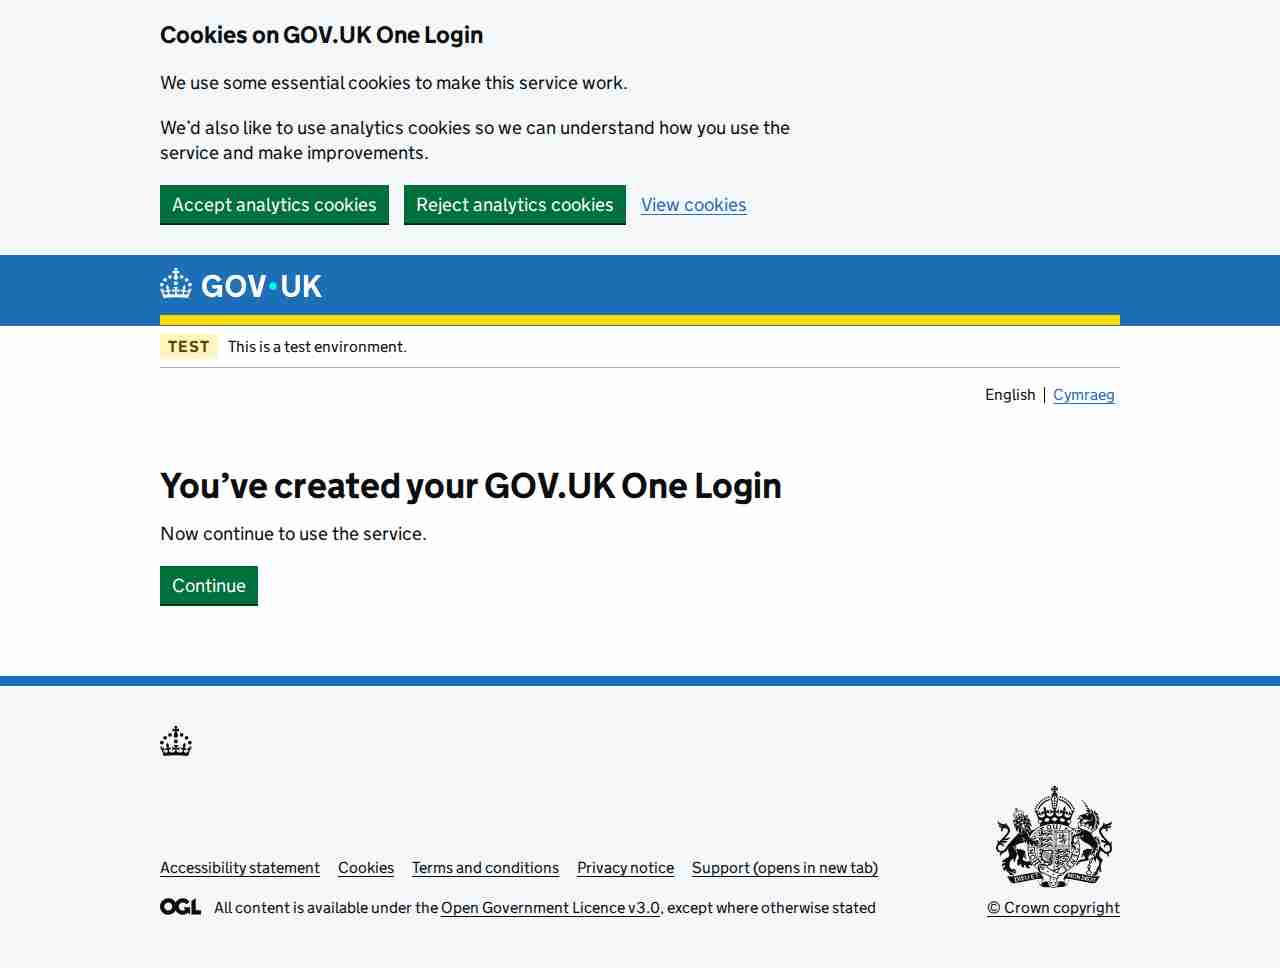 Cookies on GOV.UK One Login
We use some essential cookies to make this service work.
We’d also like to use analytics cookies so we can understand how you use the
service and make improvements.
Accept analytics cookies
Reject analytics cookies
View cookies
GOV•UK
TEST
This is a test environment.
English
Cymraeg
You’ve created your GOV.UK One Login
Now continue to use the service.
Continue
Accessibility statement
Cookies
Terms and conditions
Privacy notice
Support (opens in new tab)
OGL
All content is available under the Open Government Licence v3.0, except where otherwise stated
© Crown copyright